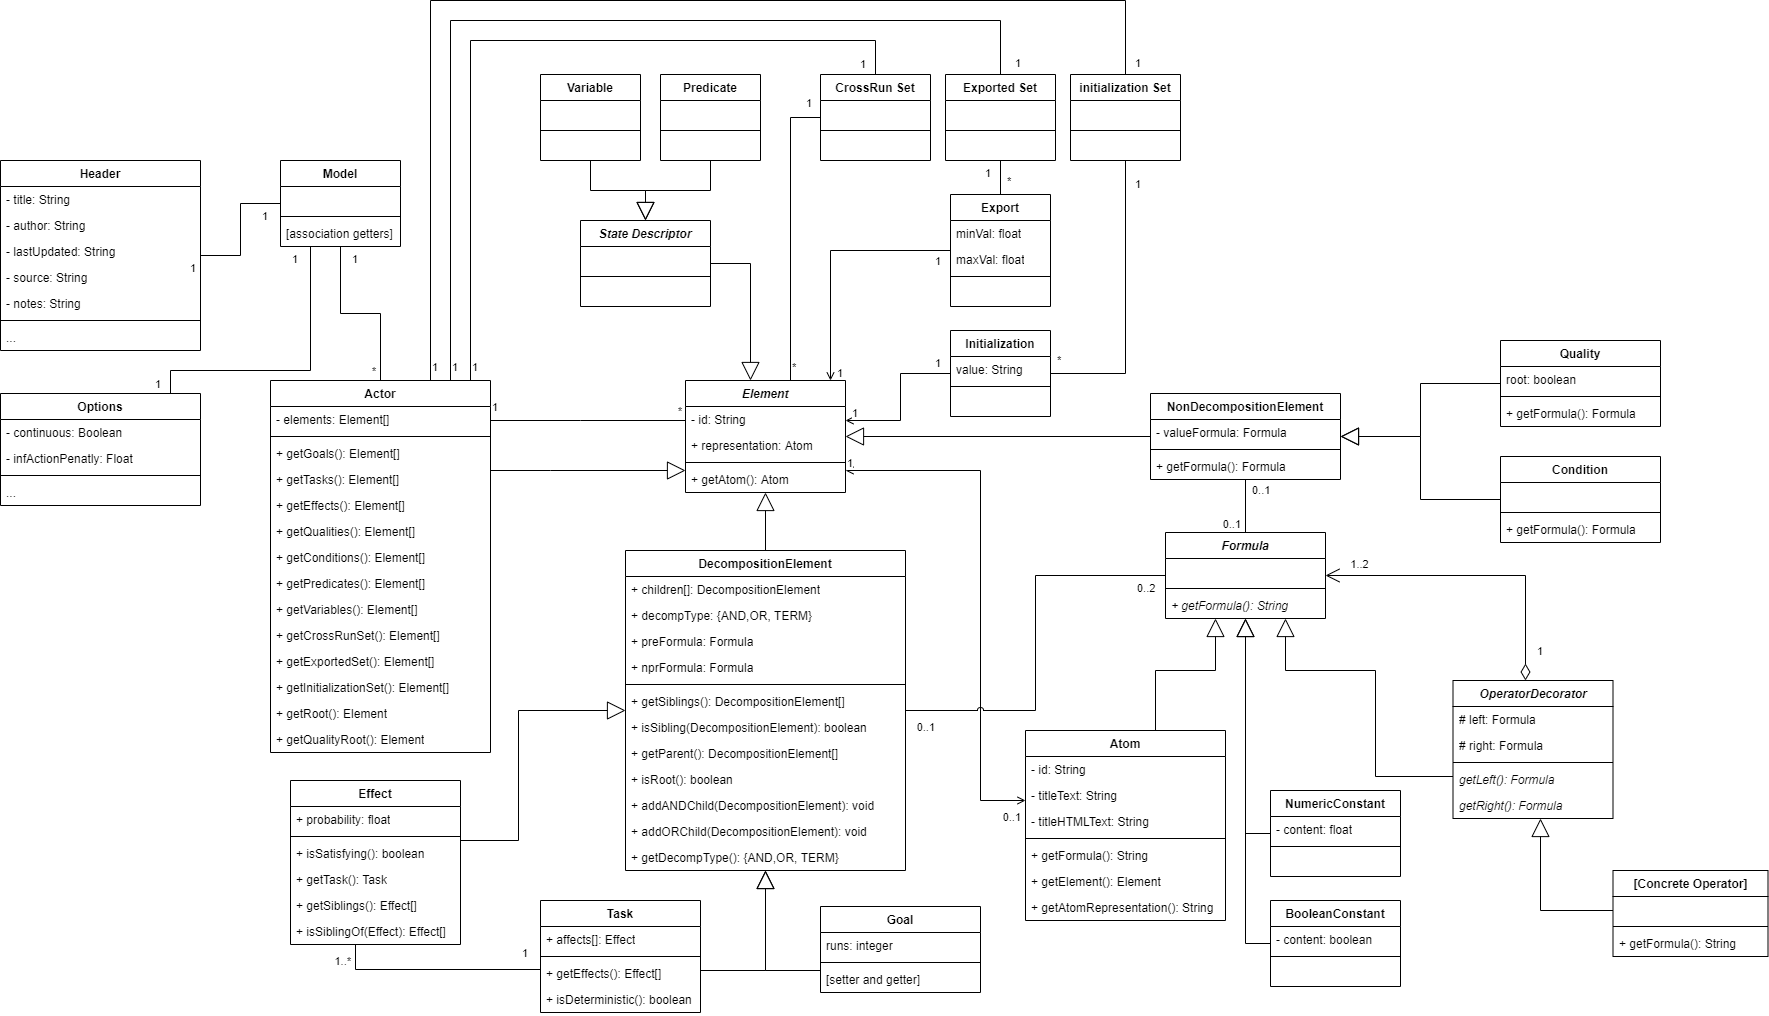 Header
- title: String
- author: String
- lastUpdated: String
- source: String
- notes: String
...
1
Model
[association getters]
1
1
1
Options
- continuous: Boolean
- infActionPenatly: Float
...
1
Variable
Predicate
State Descriptor
CrossRun Set
1
1
*
Exported Set
1
1
*
initialization Set
1
1
Export
minVal: float
maxVal: float
1
1
Initialization
value: String
1
*
1
Actor
- elements: Element[]
+ getGoals(): Element[]
+ getTasks(): Element[]
+ getEffects(): Element[]
+ getQualities(): Element[]
+ getConditions(): Element[]
+ getPredicates(): Element[]
+ getVariables(): Element[]
+ getCrossRunSet(): Element[]
+ getExportedSet(): Element[]
+ getInitializationSet(): Element[]
+ getRoot(): Element
+ getQualityRoot(): Element
*
1
1
1
1
*
Element
- id: String
+ representation: Atom
+ getAtom(): Atom
1
NonDecompositionElement
- valueFormula: Formula
+ getFormula(): Formula
0..1
Quality
root: boolean
+ getFormula(): Formula
Condition
+ getFormula(): Formula
0..1
Formula
+ getFormula(): String
0..2
1..2
1
DecompositionElement
+ children[]: DecompositionElement
+ decompType: {AND,OR, TERM}
+ preFormula: Formula
+ nprFormula: Formula
+ getSiblings(): DecompositionElement[]
+ isSibling(DecompositionElement): boolean
+ getParent(): DecompositionElement[]
+ isRoot(): boolean
+ addANDChild(DecompositionElement): void
+ addORChild(DecompositionElement): void
+ getDecompType(): {AND,OR, TERM}
0..1
OperatorDecorator
# left: Formula
# right: Formula
getLeft(): Formula
getRight(): Formula
Atom
- id: String
- titleText: String
- titleHTMLText: String
+ getFormula(): String
+ getElement(): Element
+ getAtomRepresentation(): String
0..1
NumericConstant
- content: float
BooleanConstant
- content: boolean
[Concrete Operator]
+ getFormula(): String
Effect
+ probability: float
+ isSatisfying(): boolean
+ getTask(): Task
+ getSiblings(): Effect[]
+ isSiblingOf(Effect): Effect[]
1..*
1
Task
+ affects[]: Effect
+ getEffects(): Effect[]
+ isDeterministic(): boolean
Goal
runs: integer
[setter and getter]